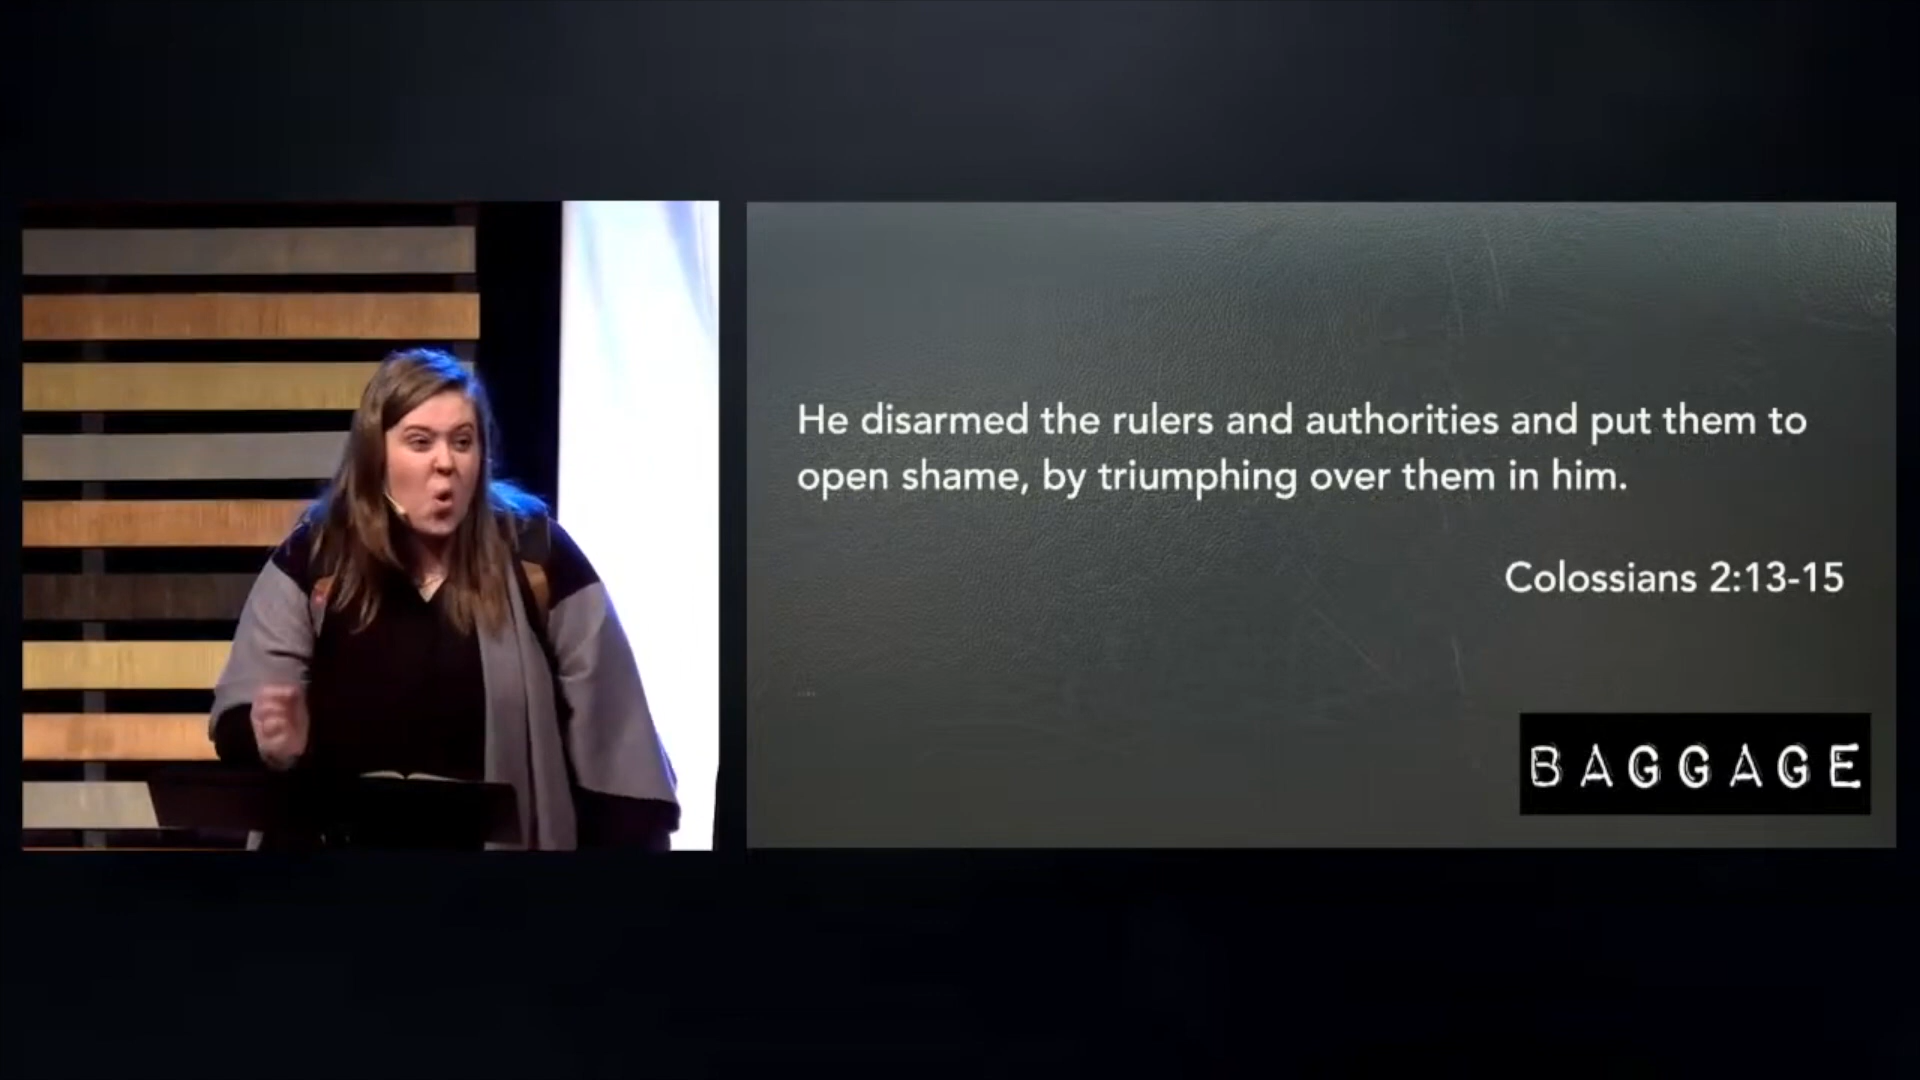 He disarmed the rulers and authorities and put them to
open shame, by triumphing over them in him.
Colossians 2:13-15
BAGGAGE